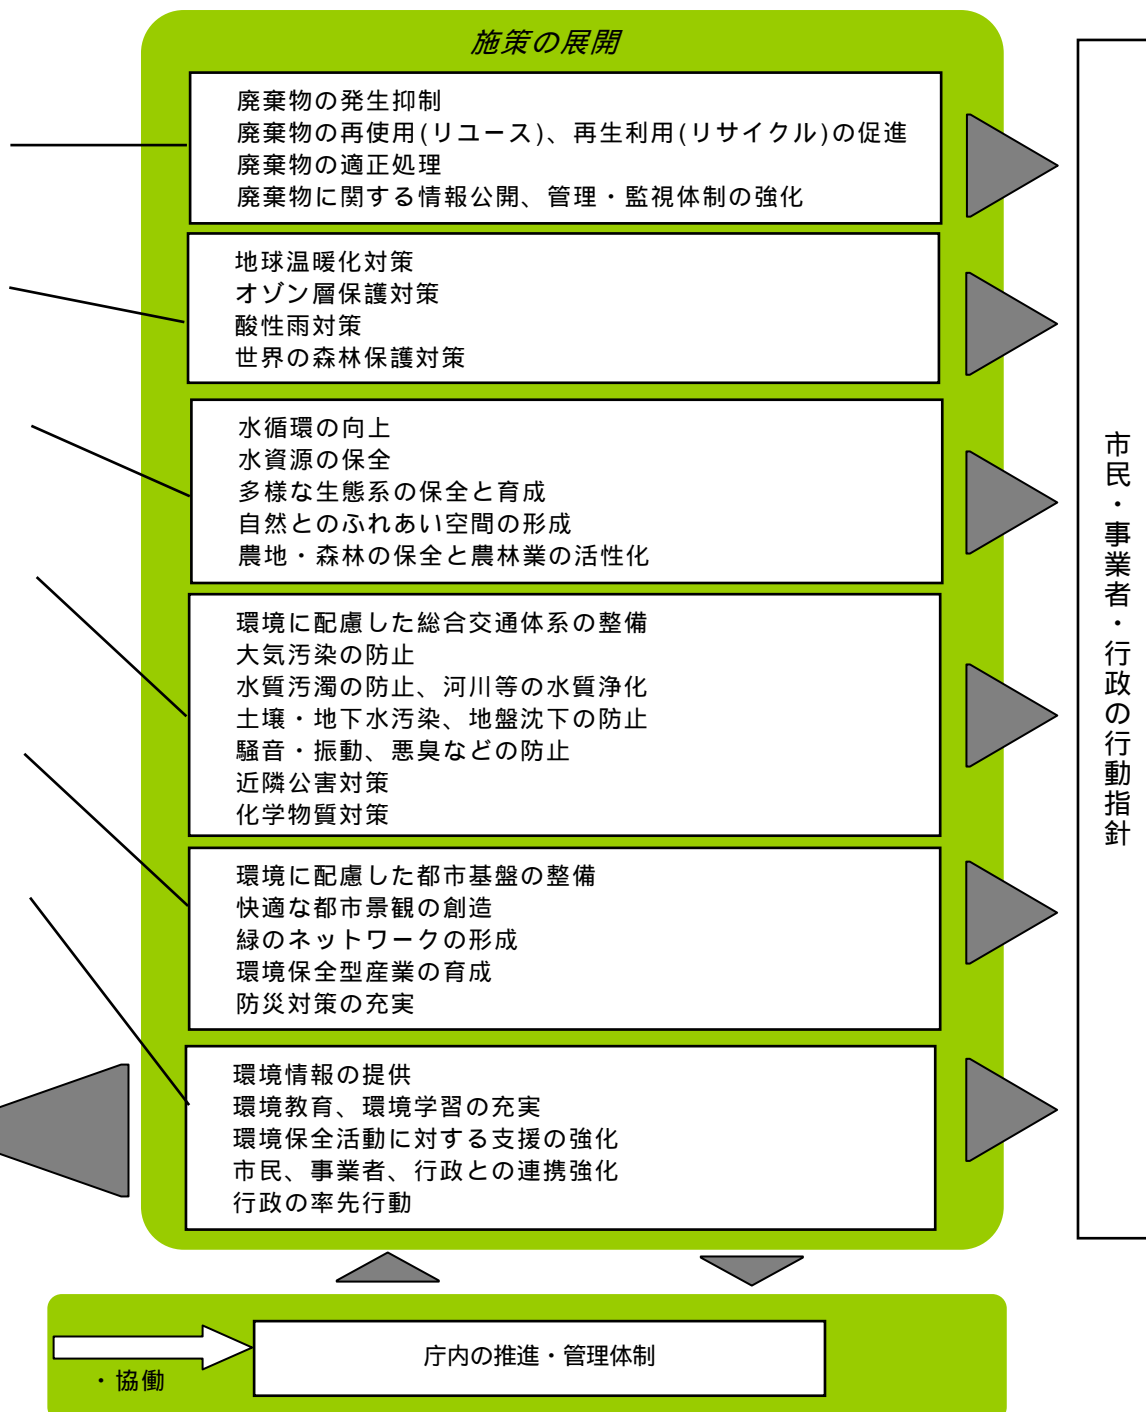 施策の展開
廃棄物の発生抑制
廃棄物の再使用(リユース)、再生利用(リサイクル)の促進
廃棄物の適正処理
廃棄物に関する情報公開、管理・監視体制の強化
地球温暖化対策
オゾン層保護対策
酸性雨対策
世界の森林保護対策
水循環の向上
水資源の保全
多様な生態系の保全と育成
自然とのふれあい空間の形成
農地・森林の保全と農林業の活性化
環境に配慮した総合交通体系の整備
大気汚染の防止
水質汚濁の防止、河川等の水質浄化
土壌・地下水汚染、地盤沈下の防止
騒音・振動、悪臭などの防止
近隣公害対策
化学物質対策
環境に配慮した都市基盤の整備
快適な都市景観の創造
緑のネットワークの形成
環境保全型産業の育成
防災対策の充実
環境情報の提供
環境教育、環境学習の充実
環境保全活動に対する支援の強化
市民、事業者、行政との連携強化
行政の率先行動
市民・事業者・行政の行動指針
庁内の推進・管理体制
・協働